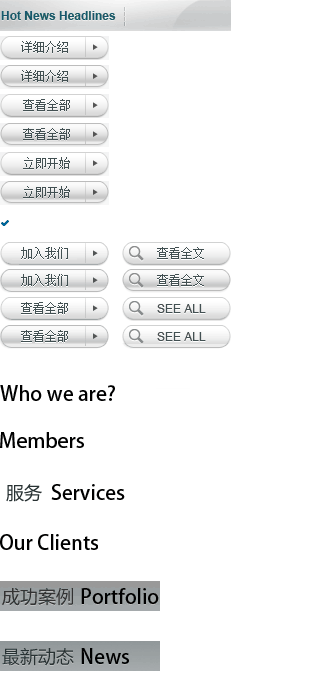 Hot News Headlines
详细介绍
详细介绍
查看全部
查看全部
立即开始
立即开始
加入我们 查看全文
加入我们 查看全文
查看全部 SEE ALL
查看全部 SEE ALL
Who we are?
Members
服务 Services
Our Clients
成功案例 Portfolio
最新动态 News